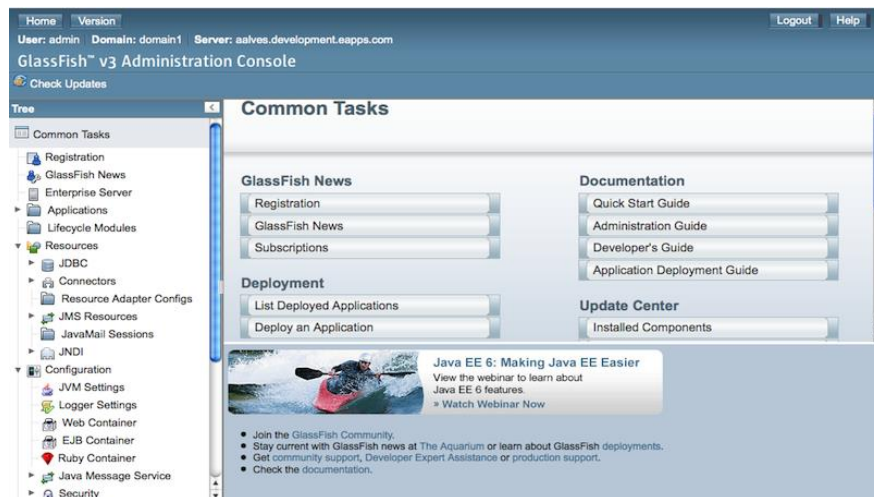 Home Version Logout Help
User: admin Domain: domain1 Server: aalves.development.eapps.com
GlassFish™ v3 Administration Console
Check Updates
Tree
Common Tasks
Registration
GlassFish News
Enterprise Server
Applications
Lifecycle Modules
Resources
JDBC
Connectors
Resource Adapter Configs
JMS Resources
JavaMail Sessions
JNDI
Configuration
JVM Settings
Logger Settings
Web Container
EJB Container
Ruby Container
Java Message Service
Security
Common Tasks
GlassFish News
Registration
GlassFish News
Subscriptions
Deployment
List Deployed Applications
Deploy an Application
Documentation
Quick Start Guide
Administration Guide
Developer's Guide
Application Deployment Guide
Update Center
Installed Components
Java EE 6: Making Java EE Easier
View the webinar to learn about
Java EE 6 features.
» Watch Webinar Now
• Join the GlassFish Community.
• Stay current with GlassFish news at The Aquarium or learn about GlassFish deployments.
• Get community support, Developer Expert Assistance or production support.
• Check the documentation.